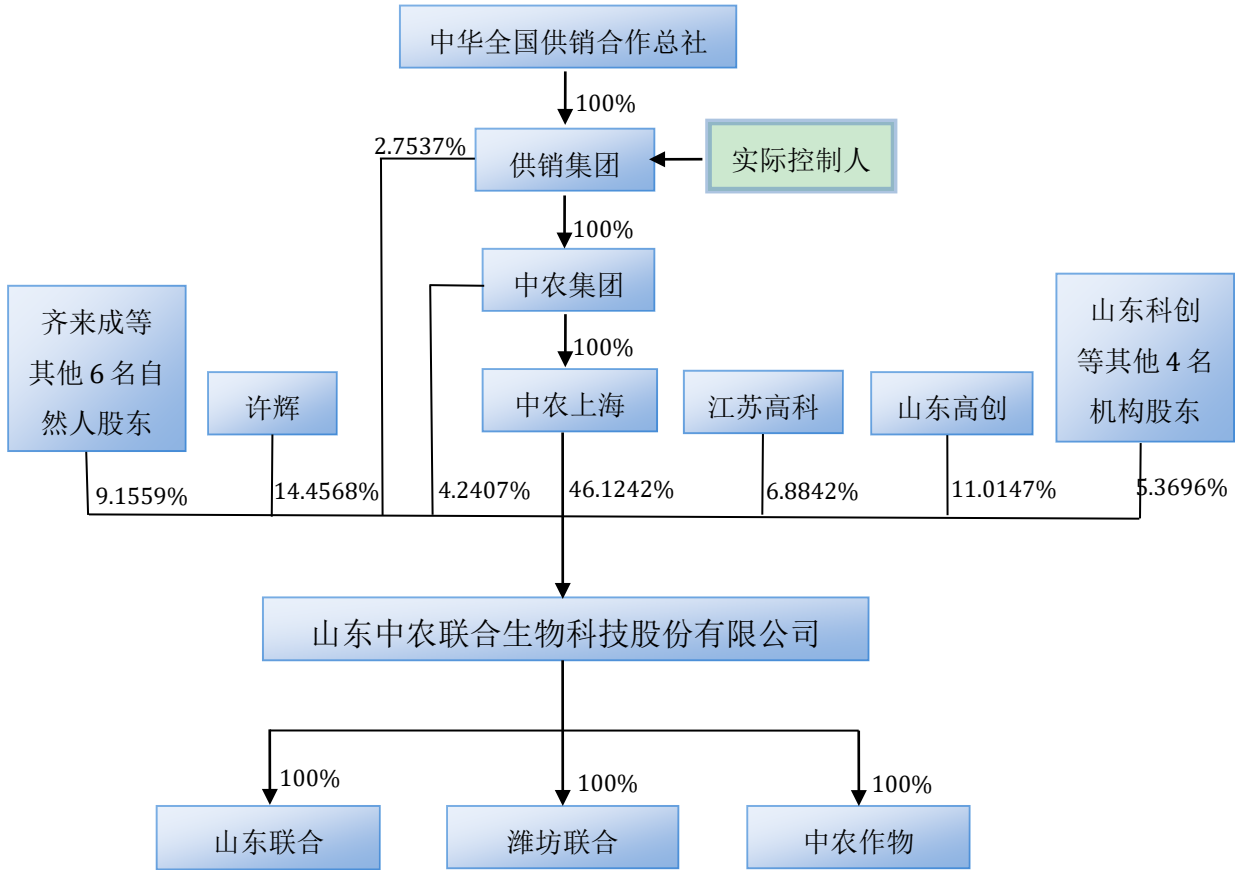 中华全国供销合作总社
100%
2.7537%
供销集团
实际控制人
100%
中农集团
齐来成等
其他 6 名自
然人股东
山东科创
等其他 4 名
机构股东
100%
许辉
中农上海
江苏高科
山东高创
9.1559%
14.4568%
4.2407%
46.1242%
6.8842%
11.0147%
5.3696%
山东中农联合生物科技股份有限公司
100%
100%
100%
山东联合
潍坊联合
中农作物